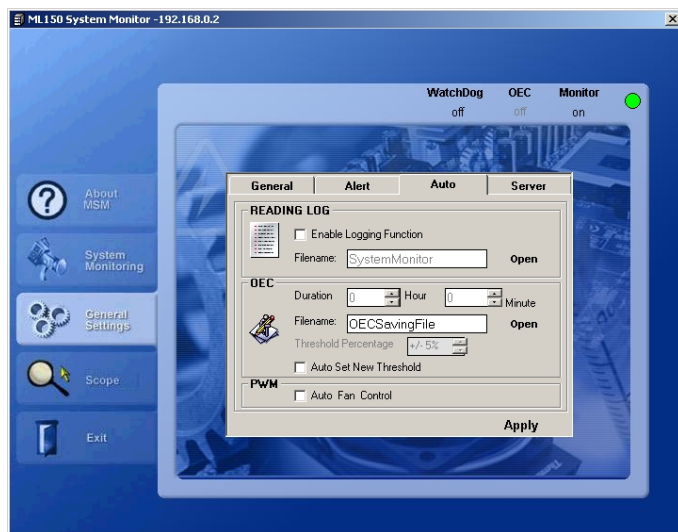 ML150 System Monitor -192.168.0.2
WatchDog OEC Monitor
off off on
General Alert Auto Server
About
MSM
System
Monitoring
General
Settings
Scope
Exit
READING LOG
Enable Logging Function
Filename: SystemMonitor Open
OEC
Duration 0 Hour 0 Minute
Filename: OECSavingFile Open
Threshold Percentage +/- 5%
Auto Set New Threshold
PWM
Auto Fan Control
Apply